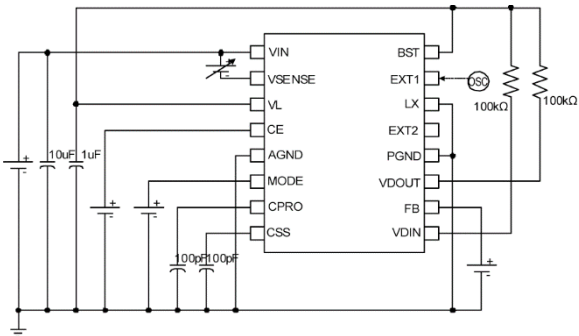 VIN
BST
VSENSE
EXT1
OSC
VL
LX
100kΩ
100kΩ
CE
EXT2
10uF
1uF
AGND
PGND
MODE
VDOUT
CPRO
FB
CSS
VDIN
100pF
100pF